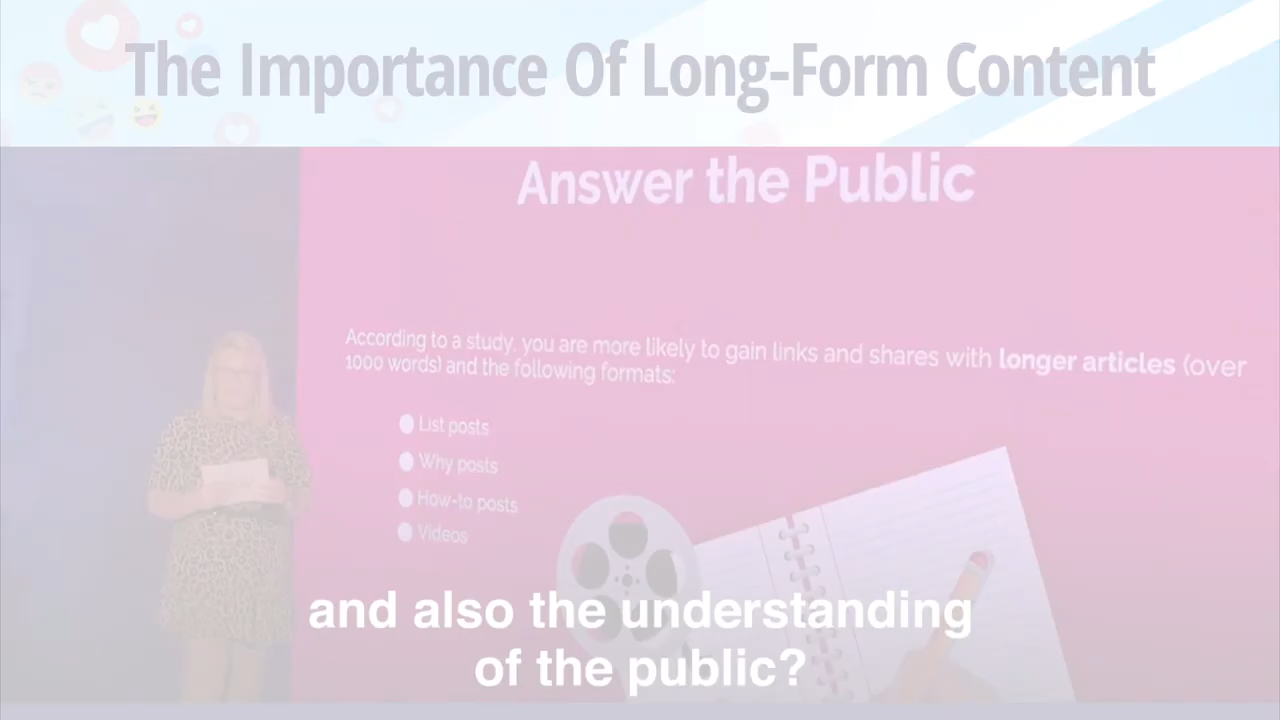 The Importance Of Long-Form Content
Answer the Public
According to a study, you are more likely to gain links and shares with longer articles (over
1000 words) and the following formats:
List posts
Why posts
How-to posts
Videos
and also the understanding
of the public?